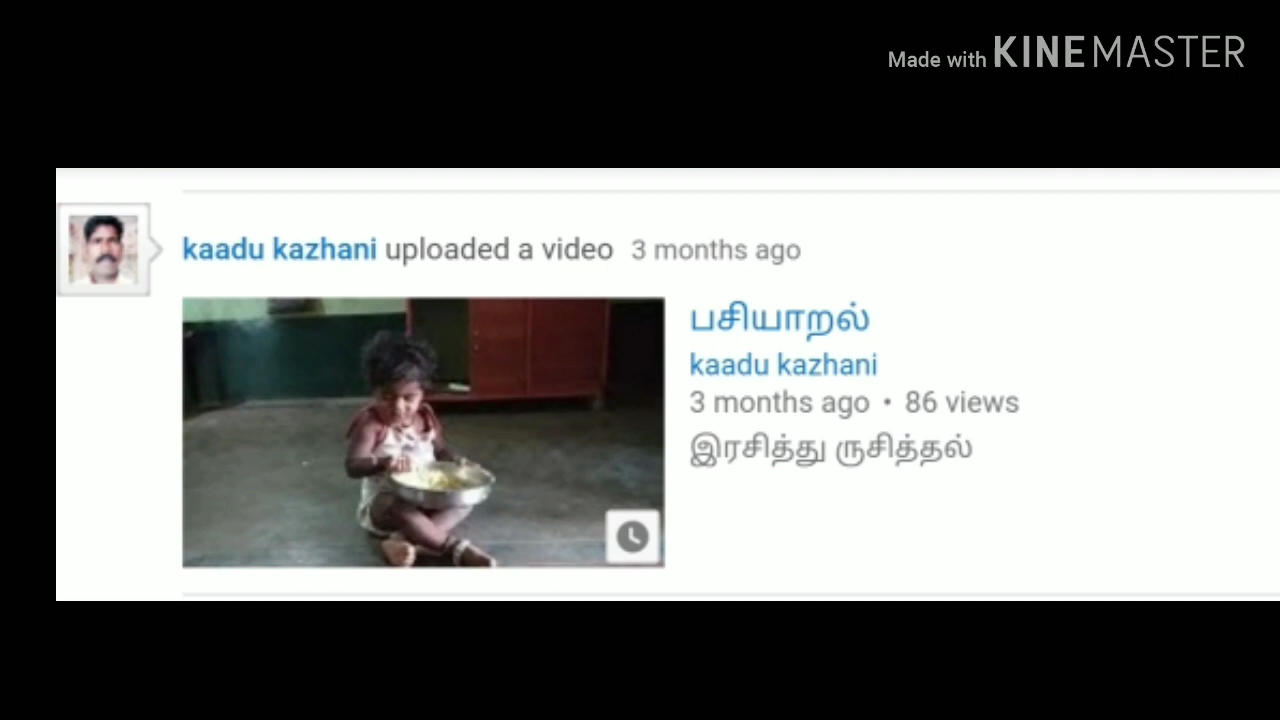 Made with KINEMASTER
kaadu kazhani uploaded a video 3 months ago
பசியாறல்
kaadu kazhani
3 months ago • 86 views
இரசித்து ருசித்தல்